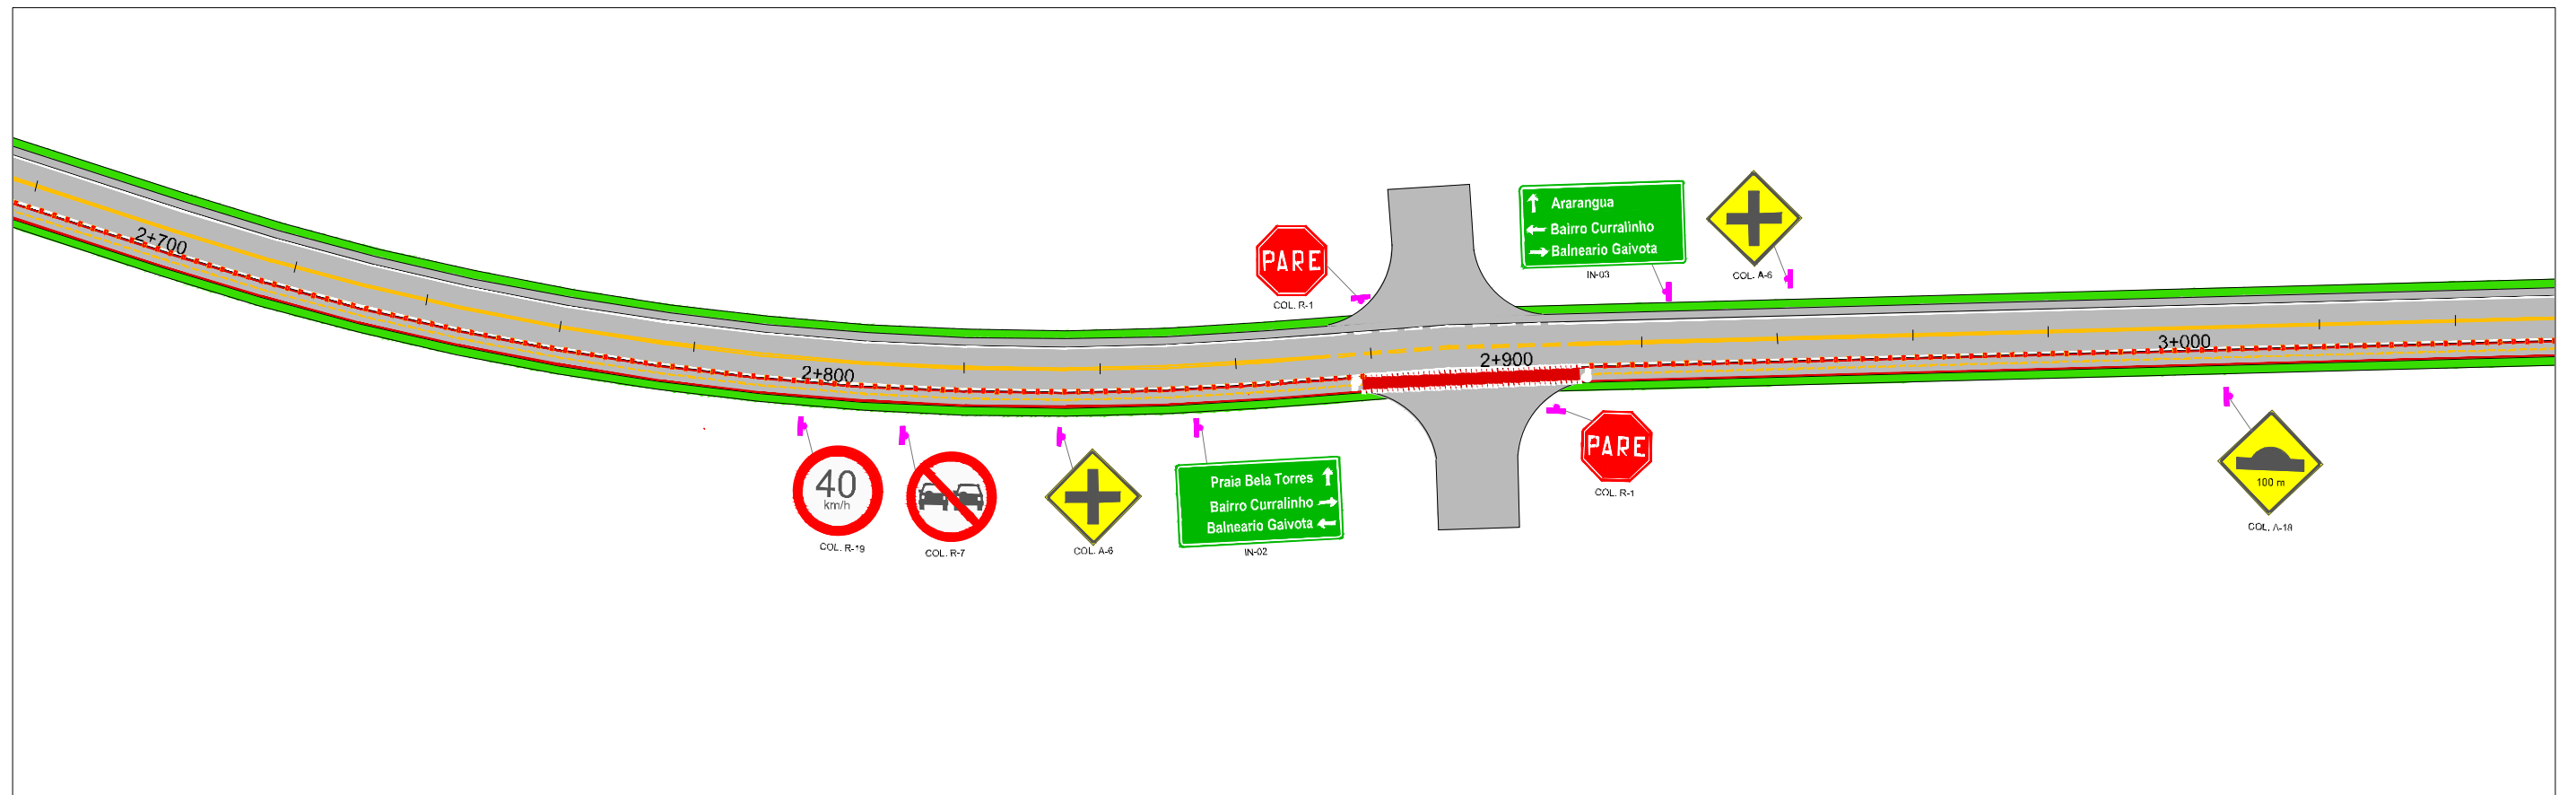 Ararangua
Bairro Curralinho
Balneario Gaivota
IN-03
COL. A-6
PARE
COL. R-1
2+700
2+800
2+900
3+000
40
km/h
COL. R-19
COL. R-7
COL. A-6
Praia Bela Torres
Bairro Curralinho
Balneario Gaivota
IN-02
PARE
COL. R-1
100 m
COL. A-18